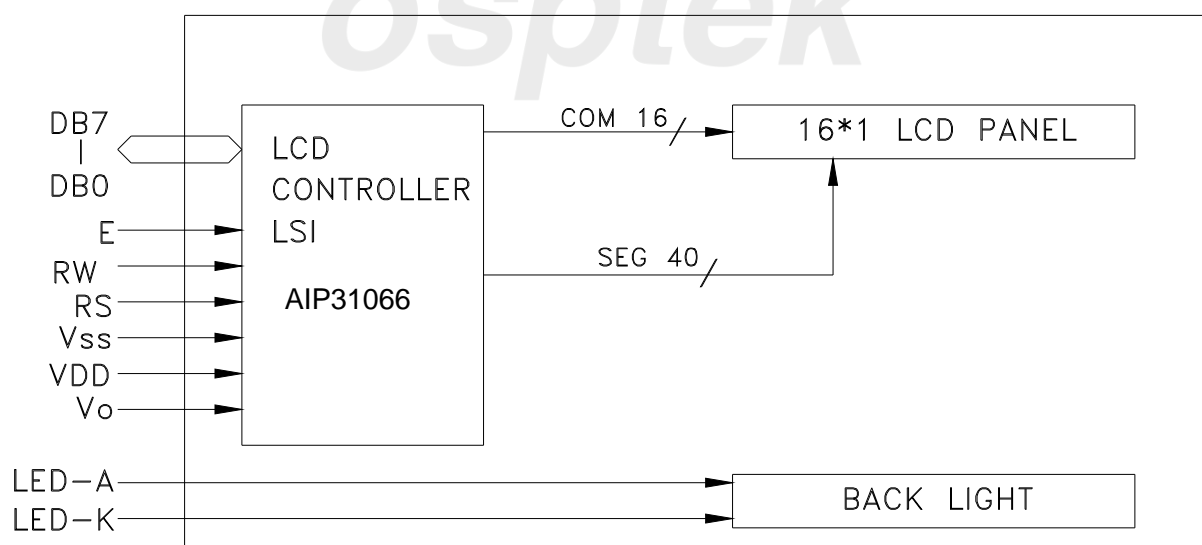 osptek
DB7
DB0
E
RW
RS
Vss
VDD
Vo
LED-A
LED-K
LCD
CONTROLLER
LSI
AIP31066
COM 16
SEG 40
16*1 LCD PANEL
BACK LIGHT